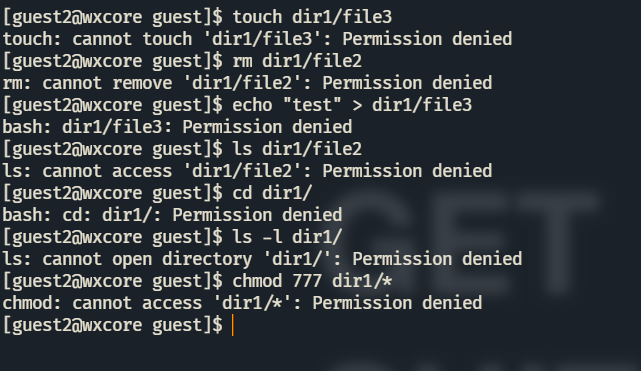 [guest2@wxcore guest]$ touch dir1/file3
touch: cannot touch 'dir1/file3': Permission denied
[guest2@wxcore guest]$ rm dir1/file2
rm: cannot remove 'dir1/file2': Permission denied
[guest2@wxcore guest]$ echo "test" > dir1/file3
bash: dir1/file3: Permission denied
[guest2@wxcore guest]$ ls dir1/file2
ls: cannot access 'dir1/file2': Permission denied
[guest2@wxcore guest]$ cd dir1/
bash: cd: dir1/: Permission denied
[guest2@wxcore guest]$ ls -l dir1/
ls: cannot open directory 'dir1/': Permission denied
[guest2@wxcore guest]$ chmod 777 dir1/*
chmod: cannot access 'dir1/*': Permission denied
[guest2@wxcore guest]$
GET